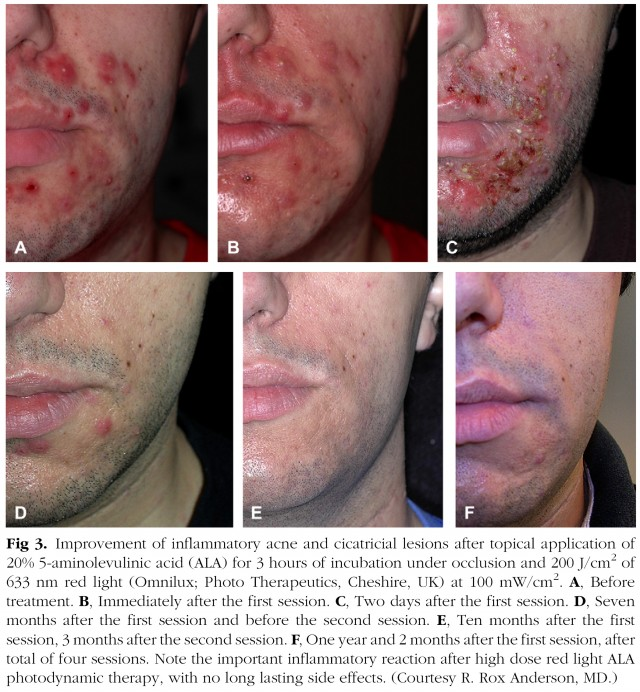 A
B
C
D
E
F
Fig 3. Improvement of inflammatory acne and cicatricial lesions after topical application of
20% 5-aminolevulinic acid (ALA) for 3 hours of incubation under occlusion and 200 J/cm² of
633 nm red light (Omnilux; Photo Therapeutics, Cheshire, UK) at 100 mW/cm². A, Before
treatment. B, Immediately after the first session. C, Two days after the first session. D, Seven
months after the first session and before the second session. E, Ten months after the first
session, 3 months after the second session. F, One year and 2 months after the first session, after
total of four sessions. Note the important inflammatory reaction after high dose red light ALA
photodynamic therapy, with no long lasting side effects. (Courtesy R. Rox Anderson, MD.)